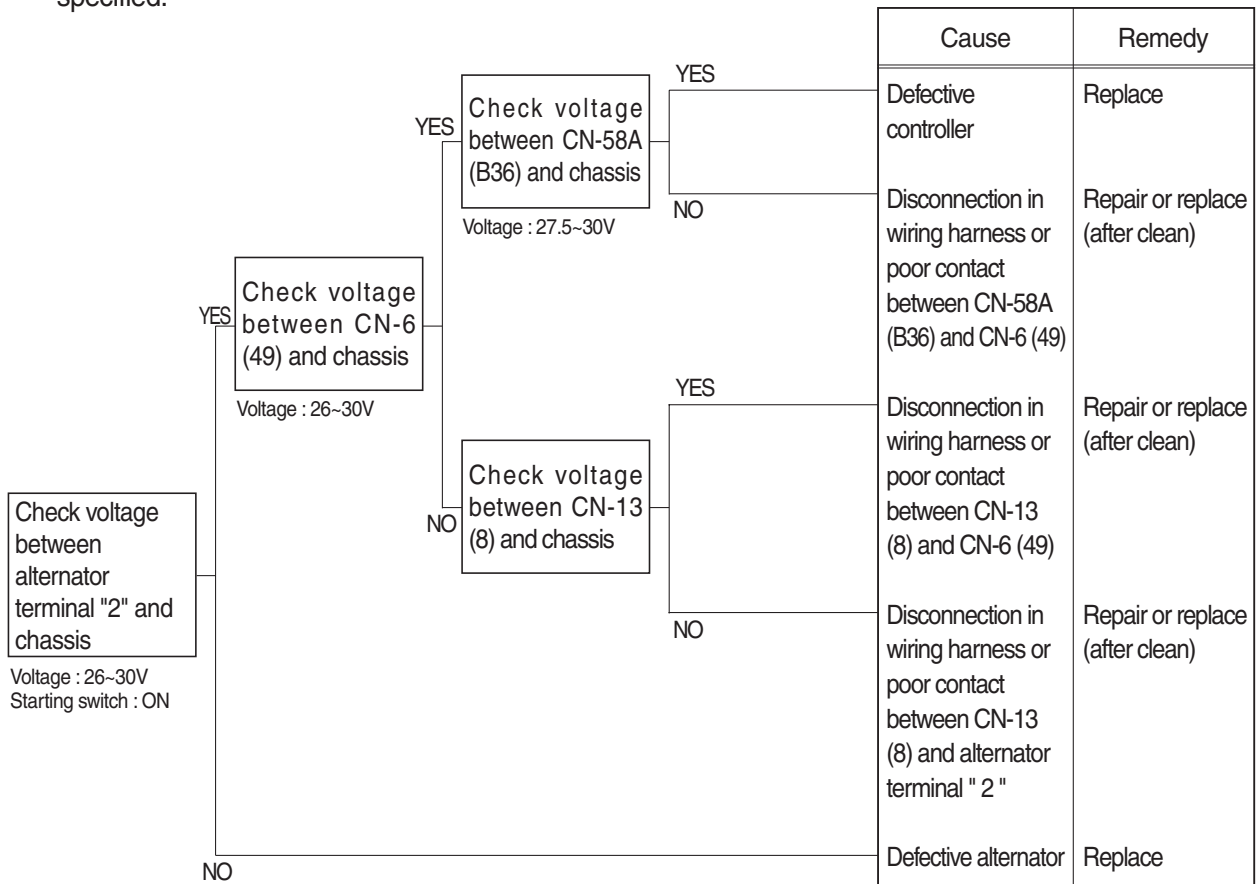 specified.
Cause Remedy
YES
Defective Replace
controller
Check voltage
between CN-58A
(B36) and chassis
YES
Voltage : 27.5~30V
NO
Disconnection in Repair or replace
wiring harness or (after clean)
poor contact
between CN-58A
(B36) and CN-6 (49)
Check voltage
between CN-6
(49) and chassis
YES
Voltage : 26~30V
YES
Disconnection in Repair or replace
wiring harness or (after clean)
poor contact
between CN-13
(8) and CN-6 (49)
Check voltage
between CN-13
(8) and chassis
NO
Check voltage
between
alternator
terminal "2" and
chassis
Voltage : 26~30V
Starting switch : ON
NO
Disconnection in Repair or replace
wiring harness or (after clean)
poor contact
between CN-13
(8) and alternator
terminal " 2 "
Defective alternator Replace
NO